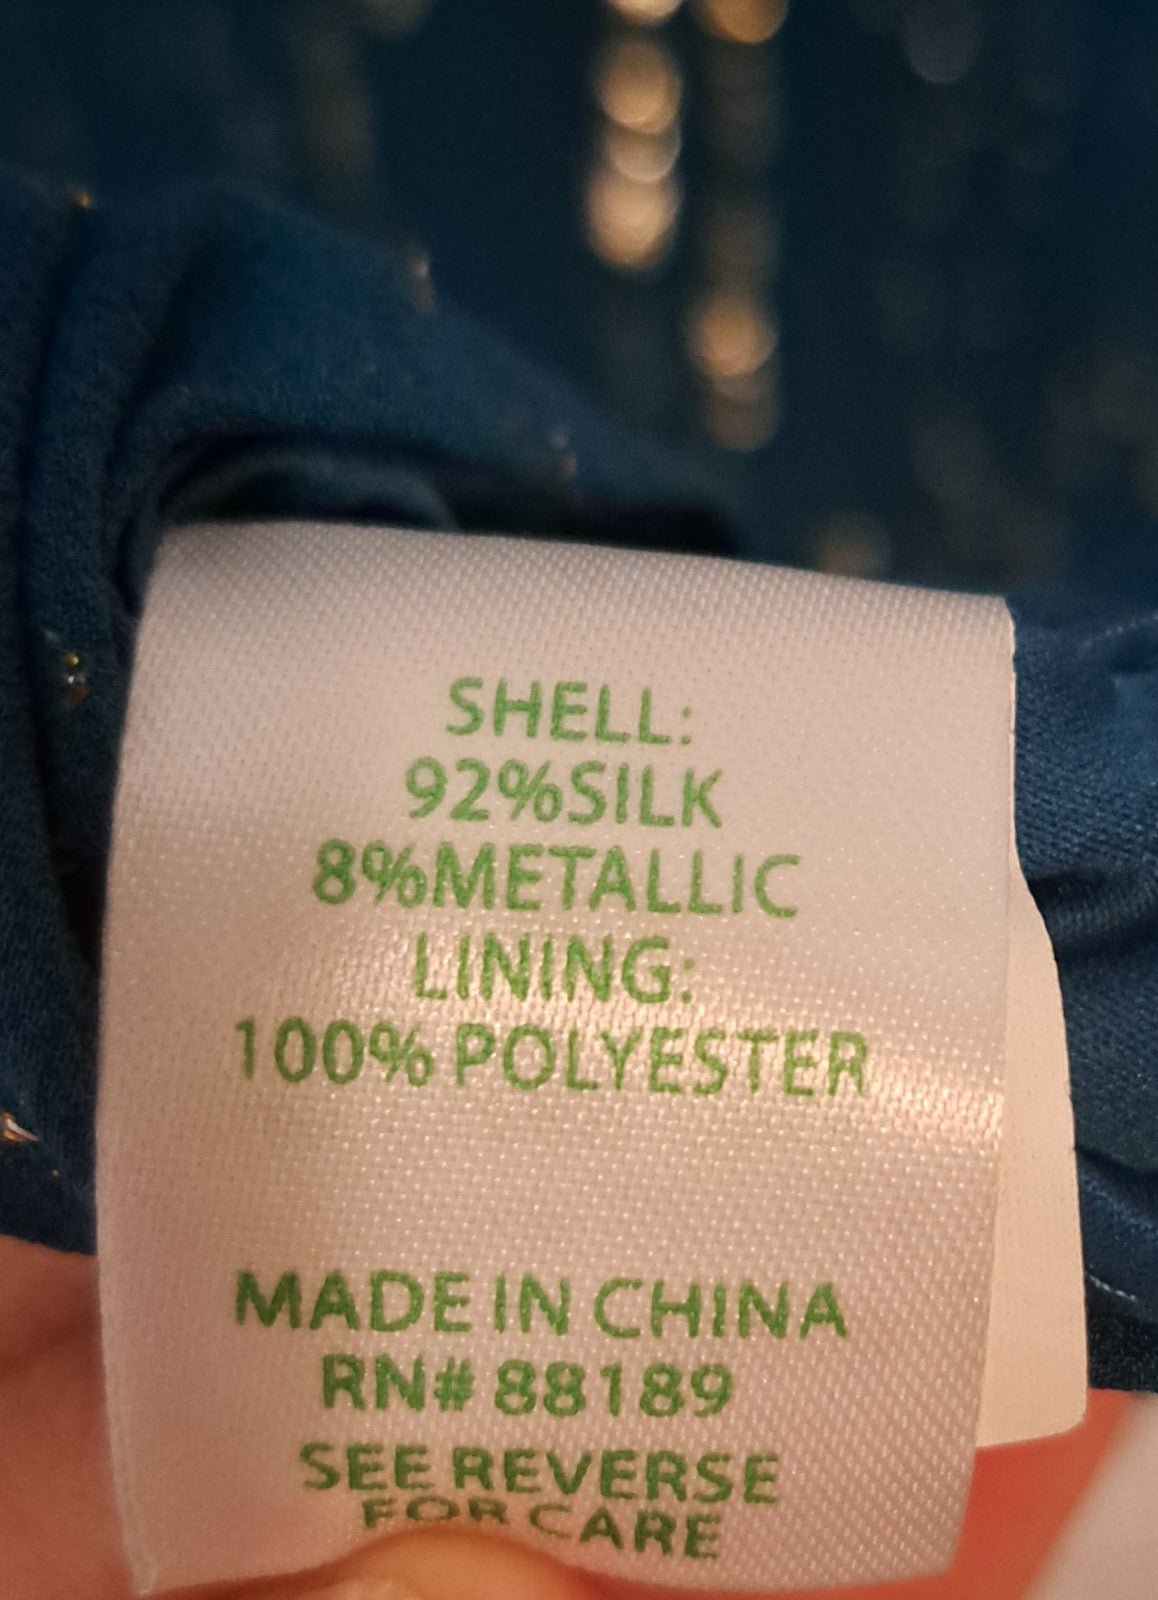 SHELL:
92%SILK
8%METALLIC
LINING:
100% POLYESTER
MADE IN CHINA
RN# 88189
SEE REVERSE
FOR CARE